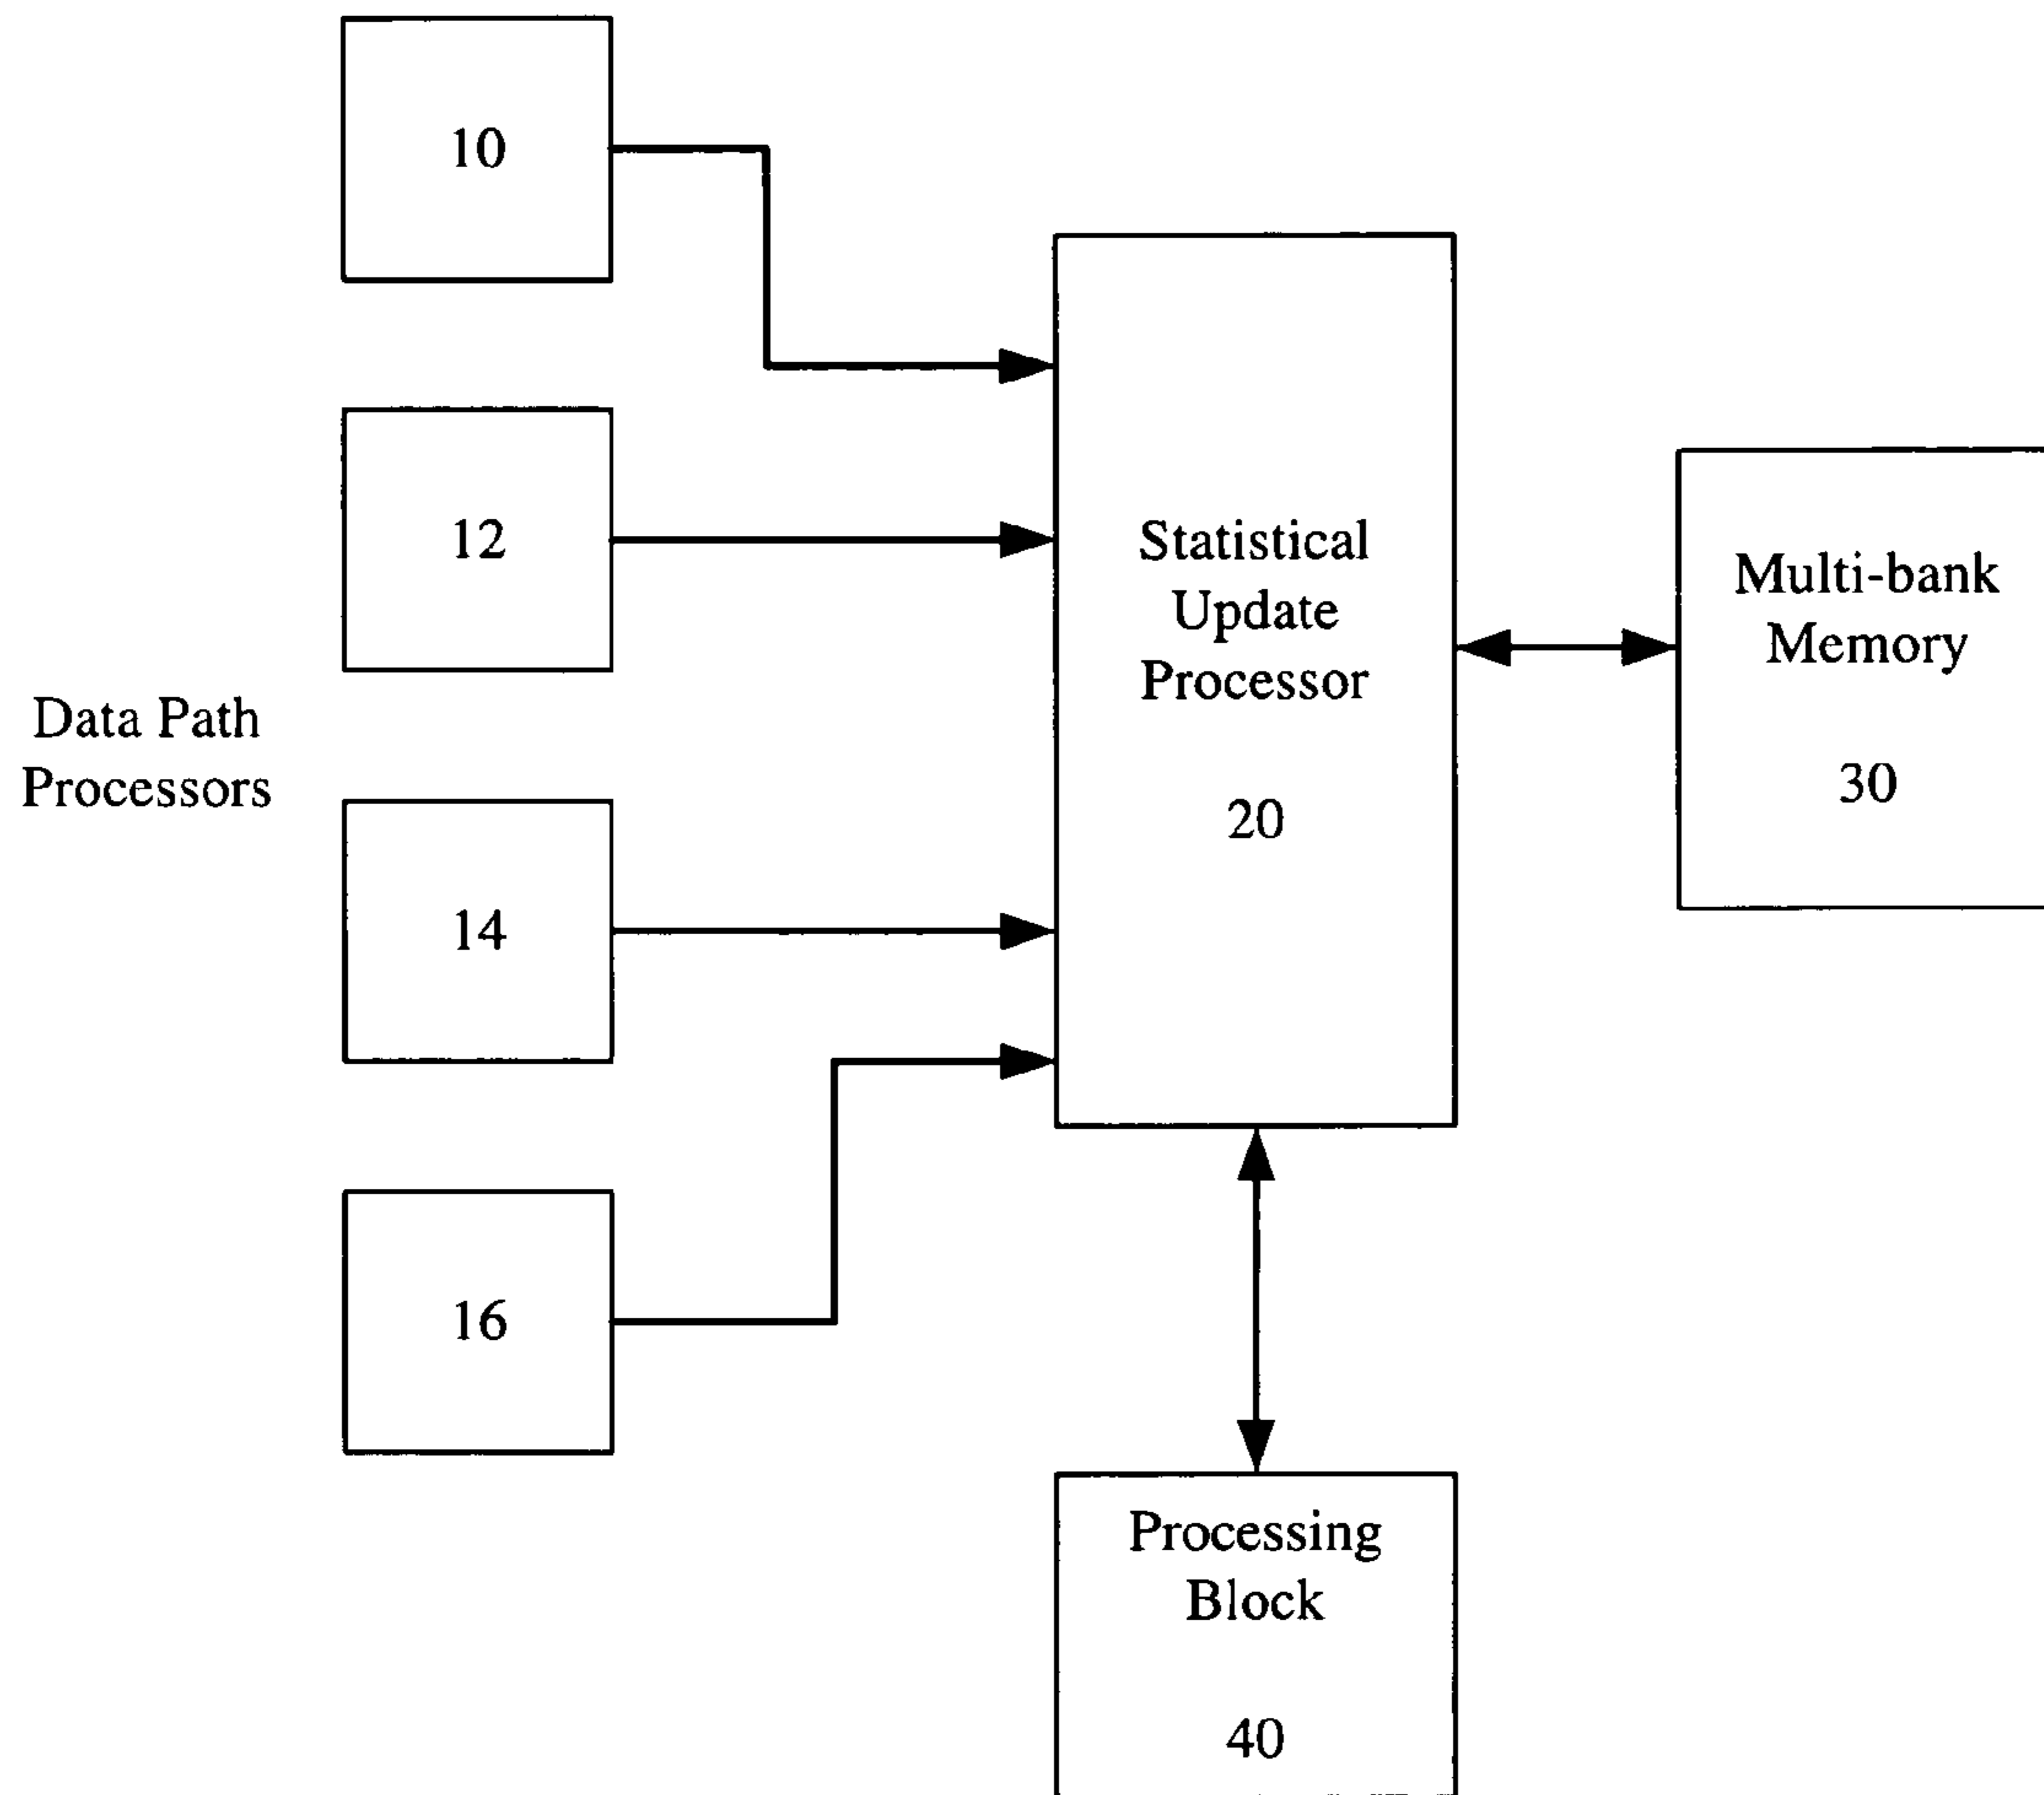 10
12
Data Path
Processors
14
16
Statistical
Update
Processor
20
Multi-bank
Memory
30
Processing
Block
40